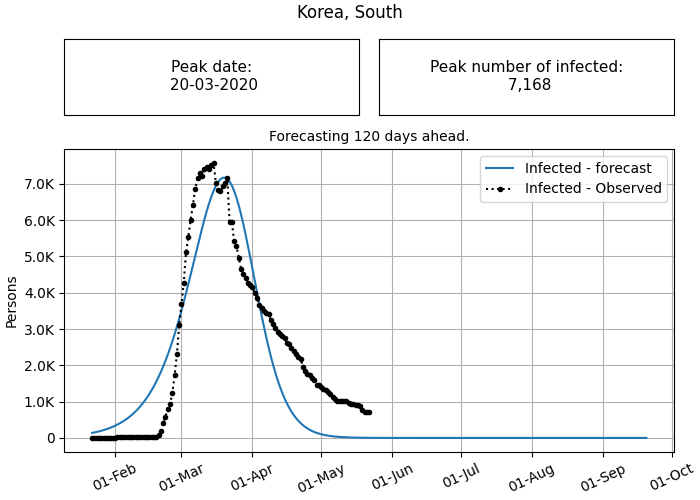 Korea, South
Peak date:
20-03-2020
Peak number of infected:
7,168
Forecasting 120 days ahead.
Infected - forecast
Infected - Observed
Persons
7.0K
6.0K
5.0K
4.0K
3.0K
2.0K
1.0K
0
01-Feb
01-Mar
01-Apr
01-May
01-Jun
01-Jul
01-Aug
01-Sep
01-Oct